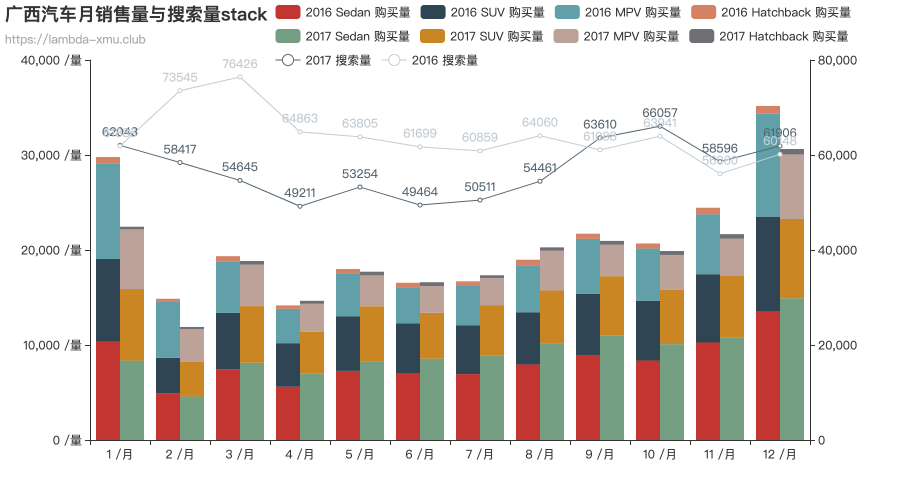 广西汽车月销售量与搜索量stack
https://lambda-xmu.club
2016 Sedan 购买量 2016 SUV 购买量 2016 MPV 购买量 2016 Hatchback 购买量
2017 Sedan 购买量 2017 SUV 购买量 2017 MPV 购买量 2017 Hatchback 购买量
2017 搜索量 2016 搜索量
40,000 /量
30,000 /量
20,000 /量
10,000 /量
0 /量
80,000
60,000
40,000
20,000
0
73545
76426
64863
63805
61699
60859
64060
63941
60148
62043
58417
54645
49211
53254
49464
50511
54461
63610
66057
58596
61906
1 /月
2 /月
3 /月
4 /月
5 /月
6 /月
7 /月
8 /月
9 /月
10 /月
11 /月
12 /月